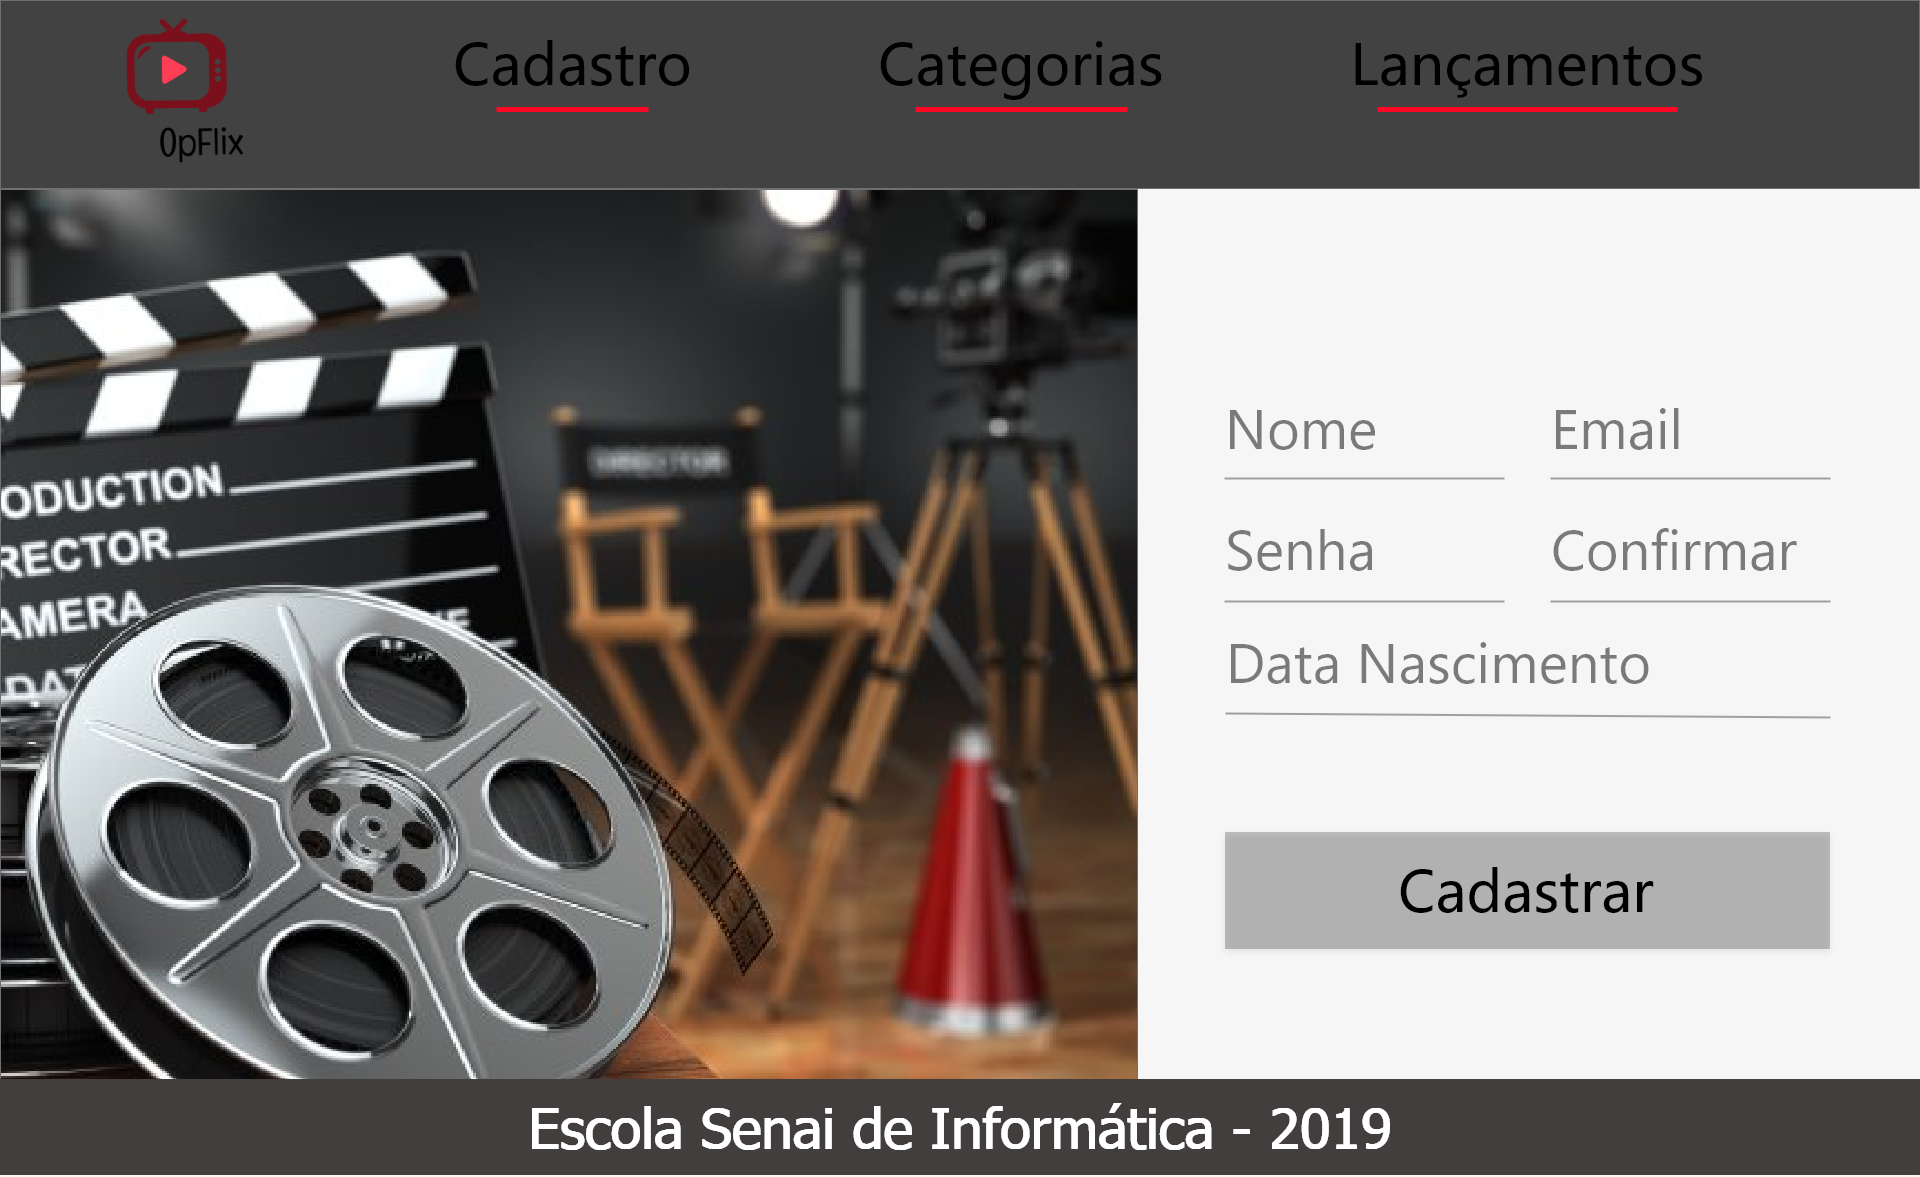 Cadastro Categorias Lançamentos
OpFlix
DIRECTOR
ODUCTION
RECTOR
AMERA
DAT
Nome Email
Senha Confirmar
Data Nascimento
Cadastrar
Escola Senai de Informática - 2019